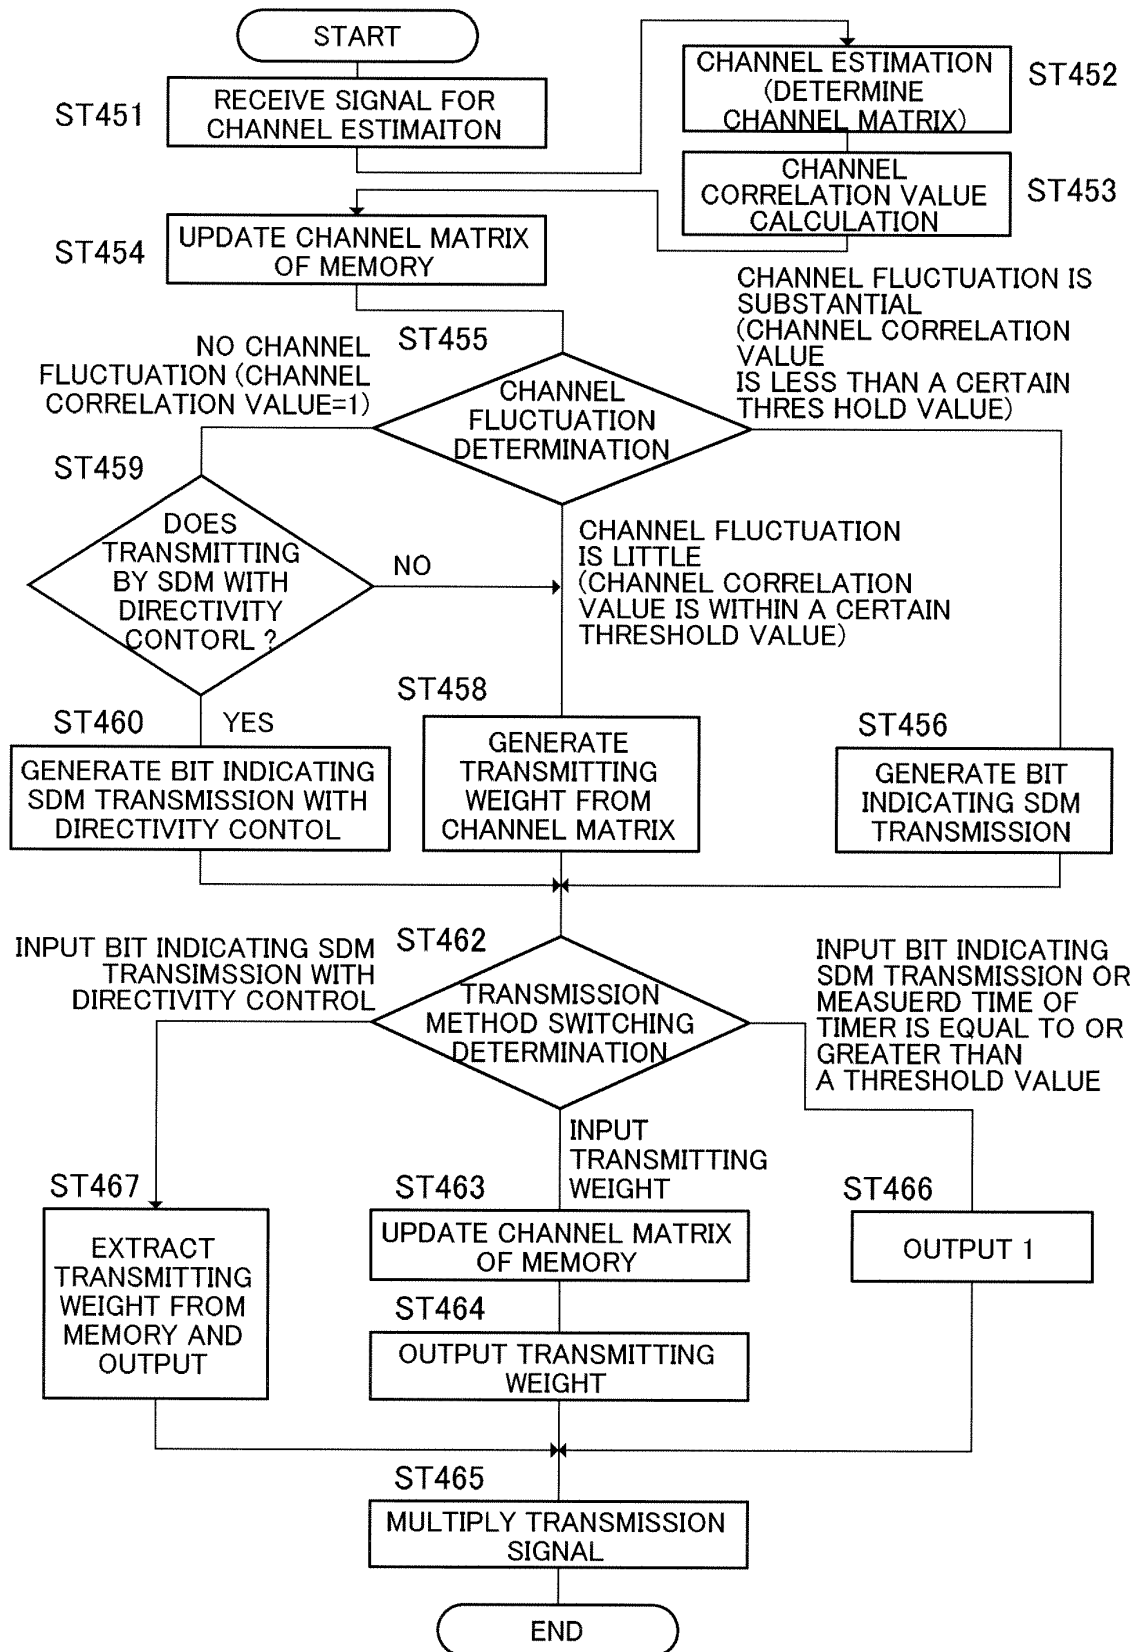 START
ST451
RECEIVE SIGNAL FOR
CHANNEL ESTIMAITON
CHANNEL ESTIMATION
(DETERMINE
CHANNEL MATRIX)
ST452
CHANNEL
CORRELATION VALUE
CALCULATION
ST453
ST454
UPDATE CHANNEL MATRIX
OF MEMORY
ST455
CHANNEL
FLUCTUATION
DETERMINATION
NO CHANNEL
FLUCTUATION (CHANNEL
CORRELATION VALUE=1)
CHANNEL FLUCTUATION IS
SUBSTANTIAL
(CHANNEL CORRELATION
VALUE
IS LESS THAN A CERTAIN
THRES HOLD VALUE)
ST459
DOES
TRANSMITTING
BY SDM WITH
DIRECTIVITY
CONTORL ?
NO
CHANNEL FLUCTUATION
IS LITTLE
(CHANNEL CORRELATION
VALUE IS WITHIN A CERTAIN
THRESHOLD VALUE)
ST460
YES
GENERATE BIT INDICATING
SDM TRANSMISSION WITH
DIRECTIVITY CONTOL
ST458
GENERATE
TRANSMITTING
WEIGHT FROM
CHANNEL MATRIX
ST456
GENERATE BIT
INDICATING SDM
TRANSMISSION
ST462
TRANSMISSION
METHOD SWITCHING
DETERMINATION
INPUT BIT INDICATING SDM
TRANSIMSSION WITH
DIRECTIVITY CONTROL
INPUT BIT INDICATING
SDM TRANSMISSION OR
MEASUERD TIME OF
TIMER IS EQUAL TO OR
GREATER THAN
A THRESHOLD VALUE
INPUT
TRANSMITTING
WEIGHT
ST467
EXTRACT
TRANSMITTING
WEIGHT FROM
MEMORY AND
OUTPUT
ST463
UPDATE CHANNEL MATRIX
OF MEMORY
ST464
OUTPUT TRANSMITTING
WEIGHT
ST466
OUTPUT 1
ST465
MULTIPLY TRANSMISSION
SIGNAL
END